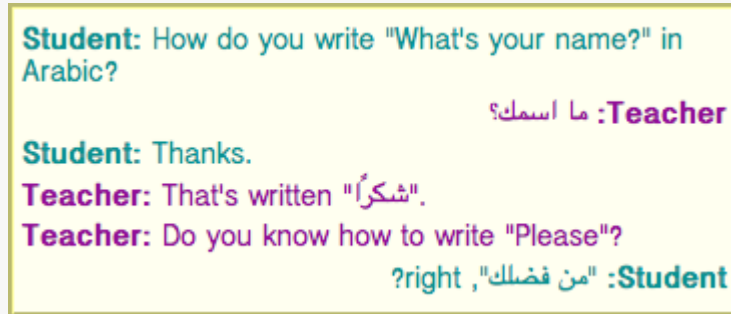 Student: How do you write "What's your name?" in
Arabic?
Teacher: ما اسمك؟
Student: Thanks.
Teacher: That's written "شكرًا".
Teacher: Do you know how to write "Please"?
Student: "من فضلك", right?